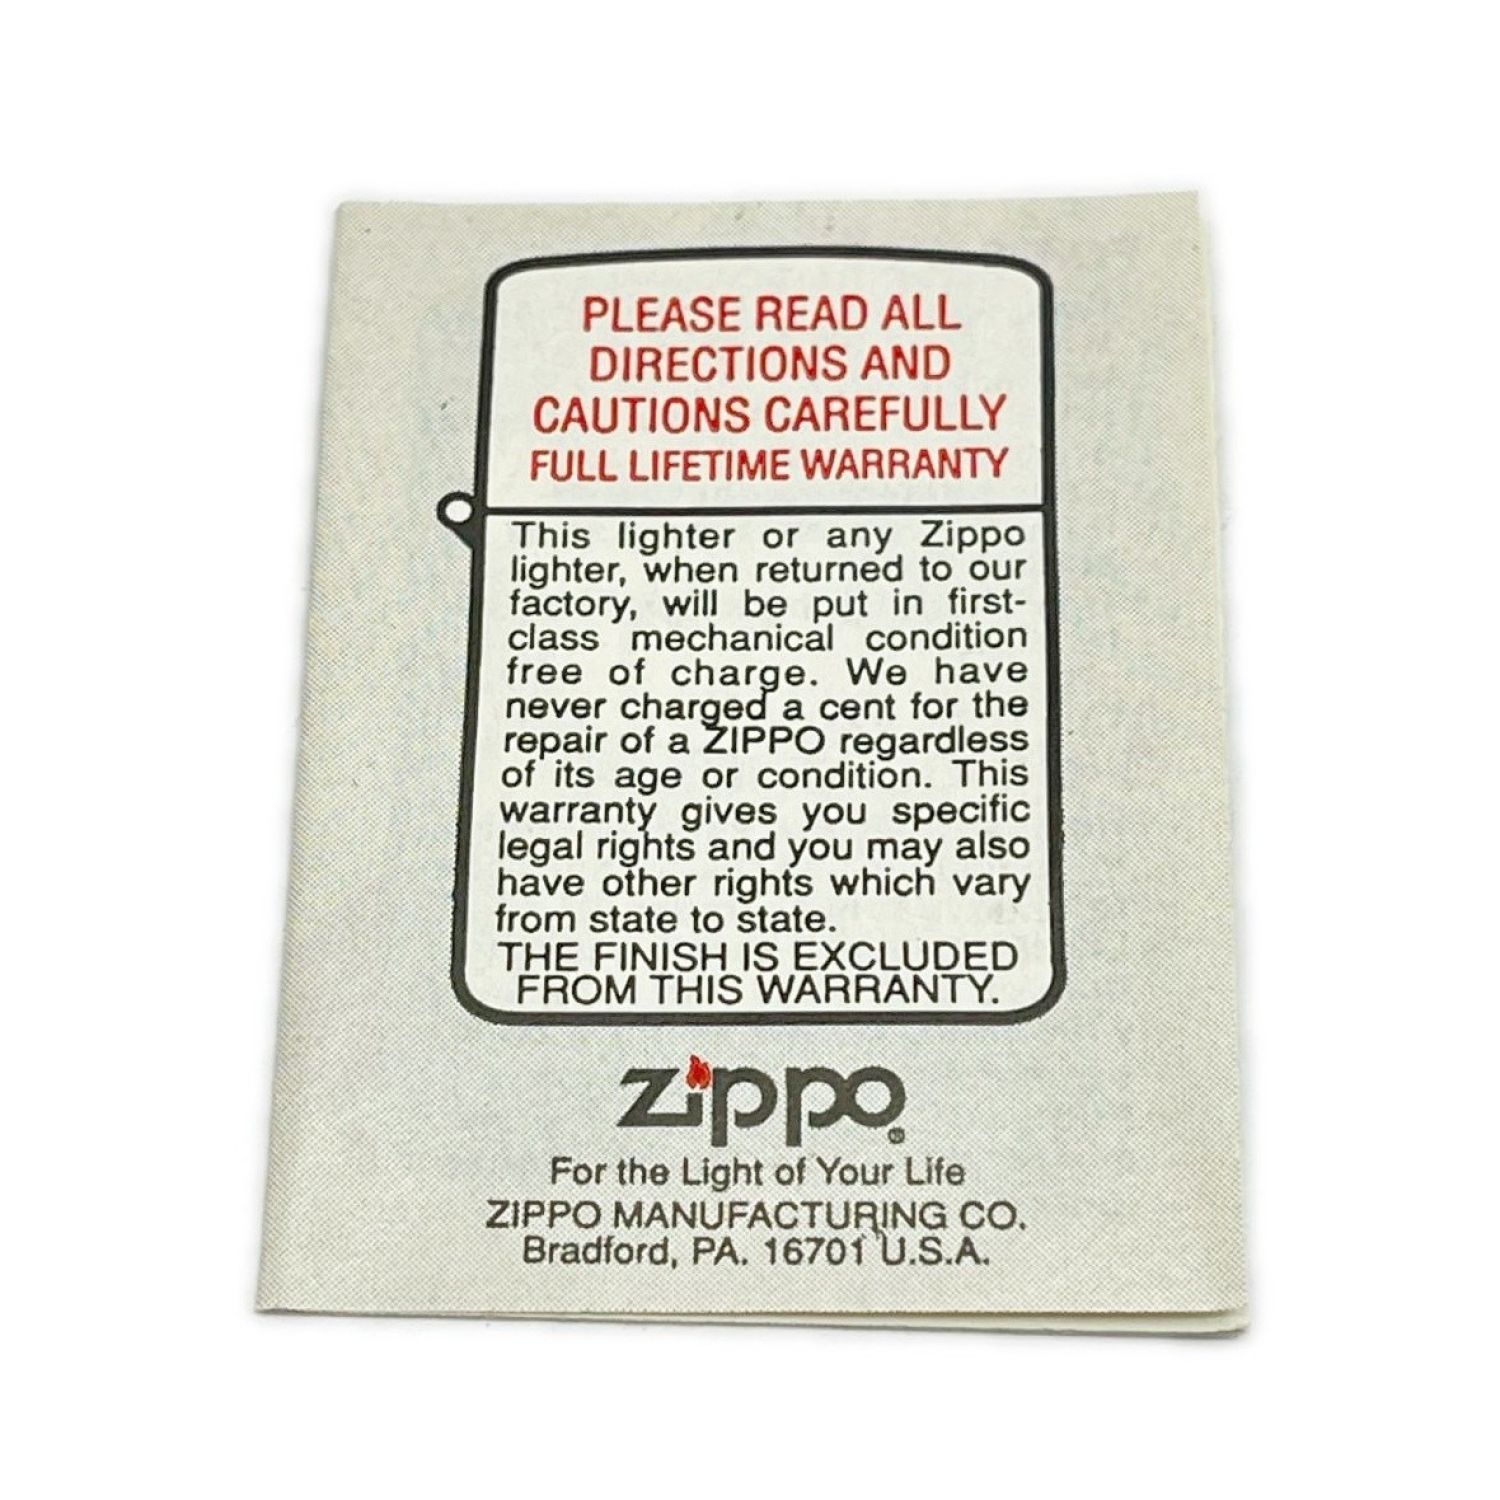 PLEASE READ ALL
DIRECTIONS AND
CAUTIONS CAREFULLY
FULL LIFETIME WARRANTY
This lighter or any Zippo
lighter, when returned to our
factory, will be put in first-
class mechanical condition
free of charge. We have
never charged a cent for the
repair of a ZIPPO regardless
of its age or condition. This
warranty gives you specific
legal rights and you may also
have other rights which vary
from state to state.
THE FINISH IS EXCLUDED
FROM THIS WARRANTY.
zippo®
For the Light of Your Life
ZIPPO MANUFACTURING CO.
Bradford, PA. 16701 U.S.A.